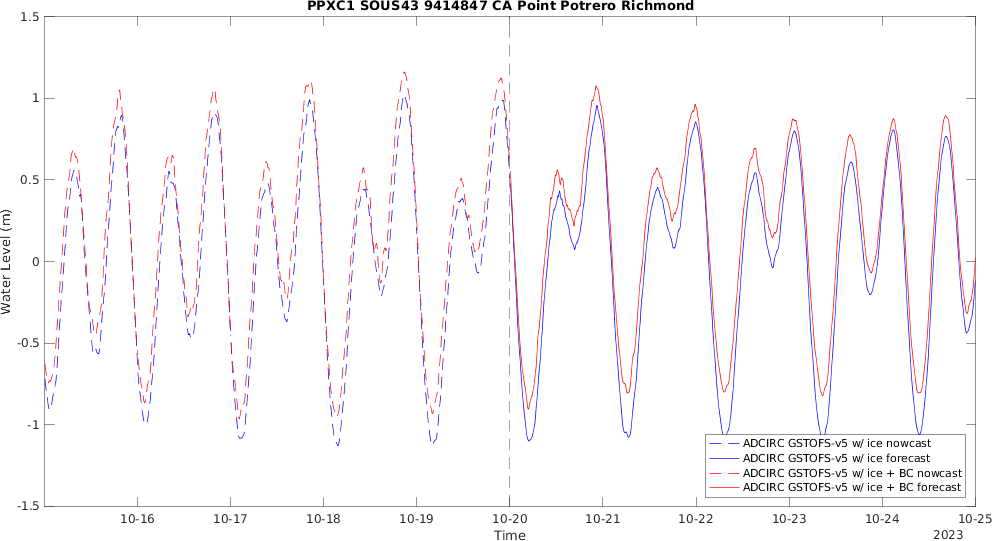 PPXC1 SOUS43 9414847 CA Point Potrero Richmond
1.5
1
0.5
0
-0.5
-1
-1.5
Water Level (m)
10-16
10-17
10-18
10-19
10-20
10-21
10-22
10-23
10-24
10-25
Time
2023
ADCIRC GSTOFS-v5 w/ ice nowcast
ADCIRC GSTOFS-v5 w/ ice forecast
ADCIRC GSTOFS-v5 w/ ice + BC nowcast
ADCIRC GSTOFS-v5 w/ ice + BC forecast